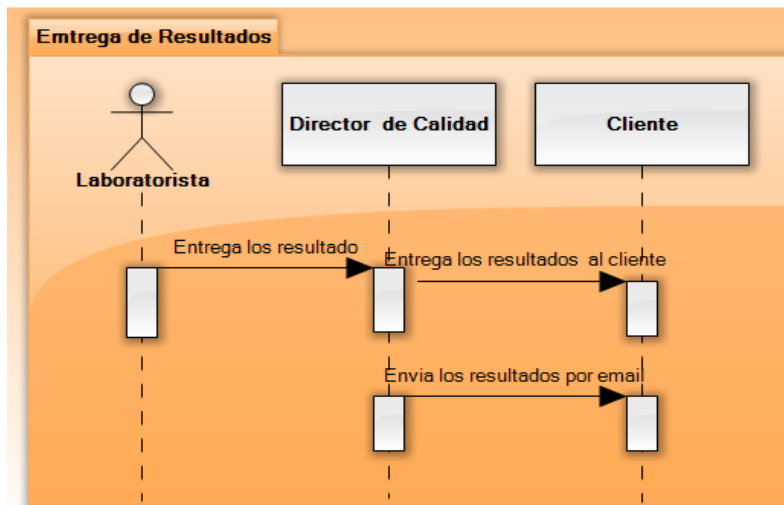 Emtrega de Resultados
Laboratorista
Director de Calidad
Cliente
Entrega los resultado
Entrega los resultados al cliente
Envia los resultados por email